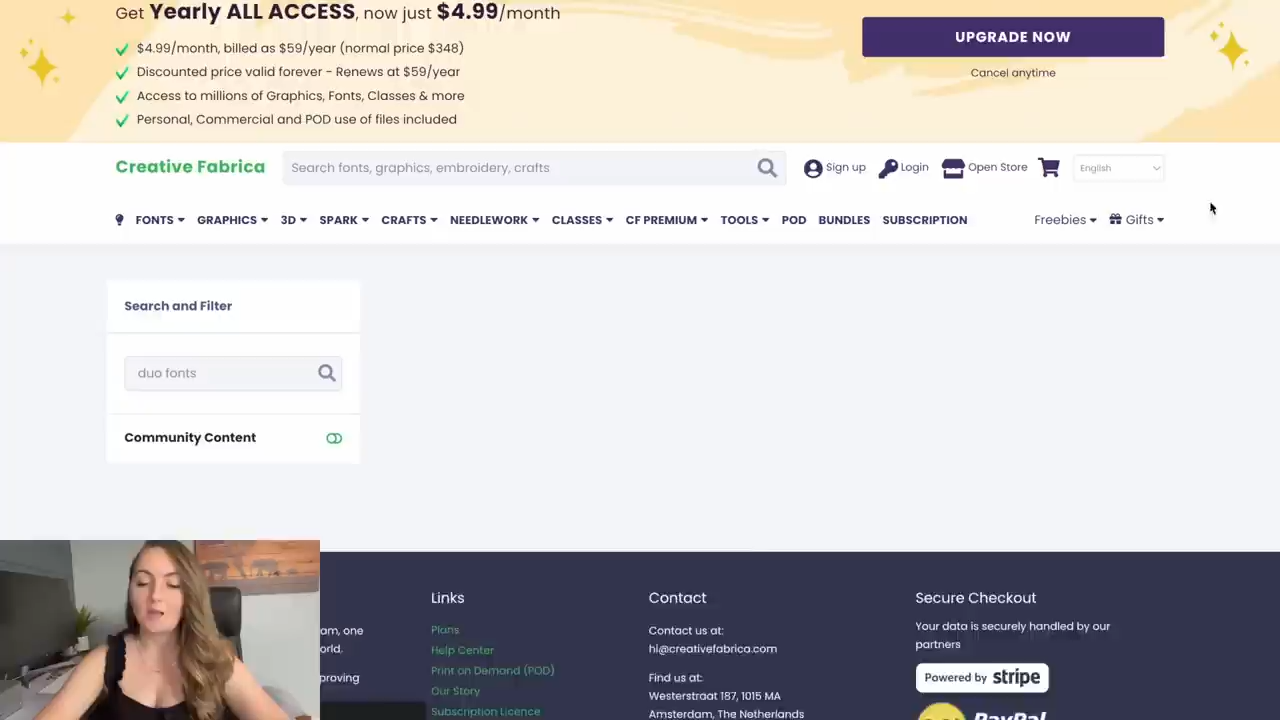 Get Yearly ALL ACCESS, now just $4.99/month
$4.99/month, billed as $59/year (normal price $348)
Discounted price valid forever - Renews at $59/year
Access to millions of Graphics, Fonts, Classes & more
Personal, Commercial and POD use of files included
UPGRADE NOW
Cancel anytime
Creative Fabrica
Search fonts, graphics, embroidery, crafts
Sign up
Login
Open Store
English
FONTS GRAPHICS 3D SPARK CRAFTS NEEDLEWORK CLASSES CF PREMIUM TOOLS POD BUNDLES SUBSCRIPTION Freebies Gifts
Search and Filter
duo fonts
Community Content
am, one
orld.
proving
Links
Plans
Help Center
Print on Demand (POD)
Our Story
Subscription Licence
Contact
Contact us at:
hi@creativefabrica.com
Find us at:
Westerstraat 187, 1015 MA
Amsterdam, The Netherlands
Secure Checkout
Your data is securely handled by our
partners
Powered by stripe
PayPal